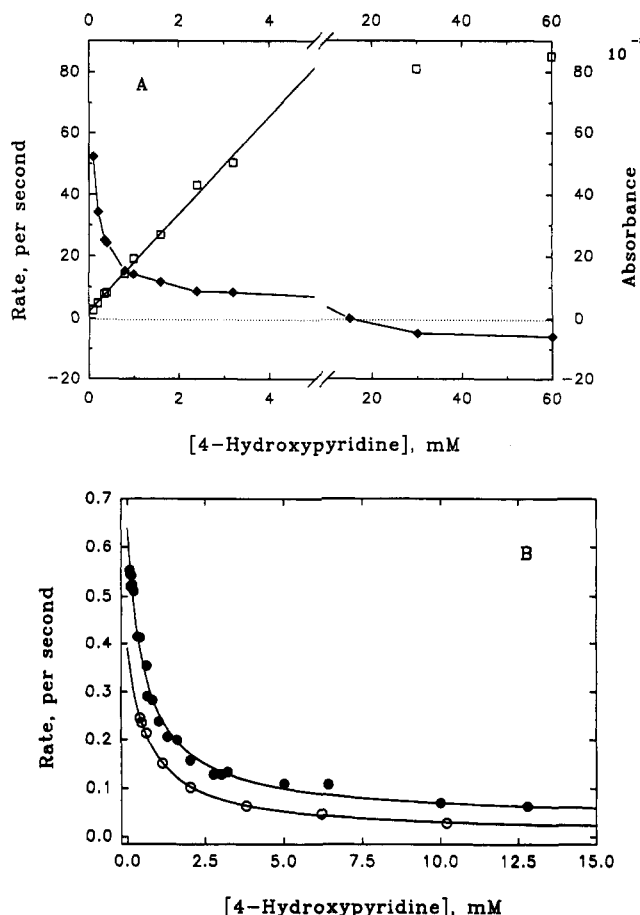 0 2 4 20 40 60
10⁻
A
80 80
60 60
40 40
20 20
0 0
-20 -20
Rate, per second
Absorbance
0 2 4 20 40 60
[4-Hydroxypyridine], mM
B
0.7
0.6
0.5
0.4
0.3
0.2
0.1
0.0
Rate, per second
0.0 2.5 5.0 7.5 10.0 12.5 15.0
[4-Hydroxypyridine], mM